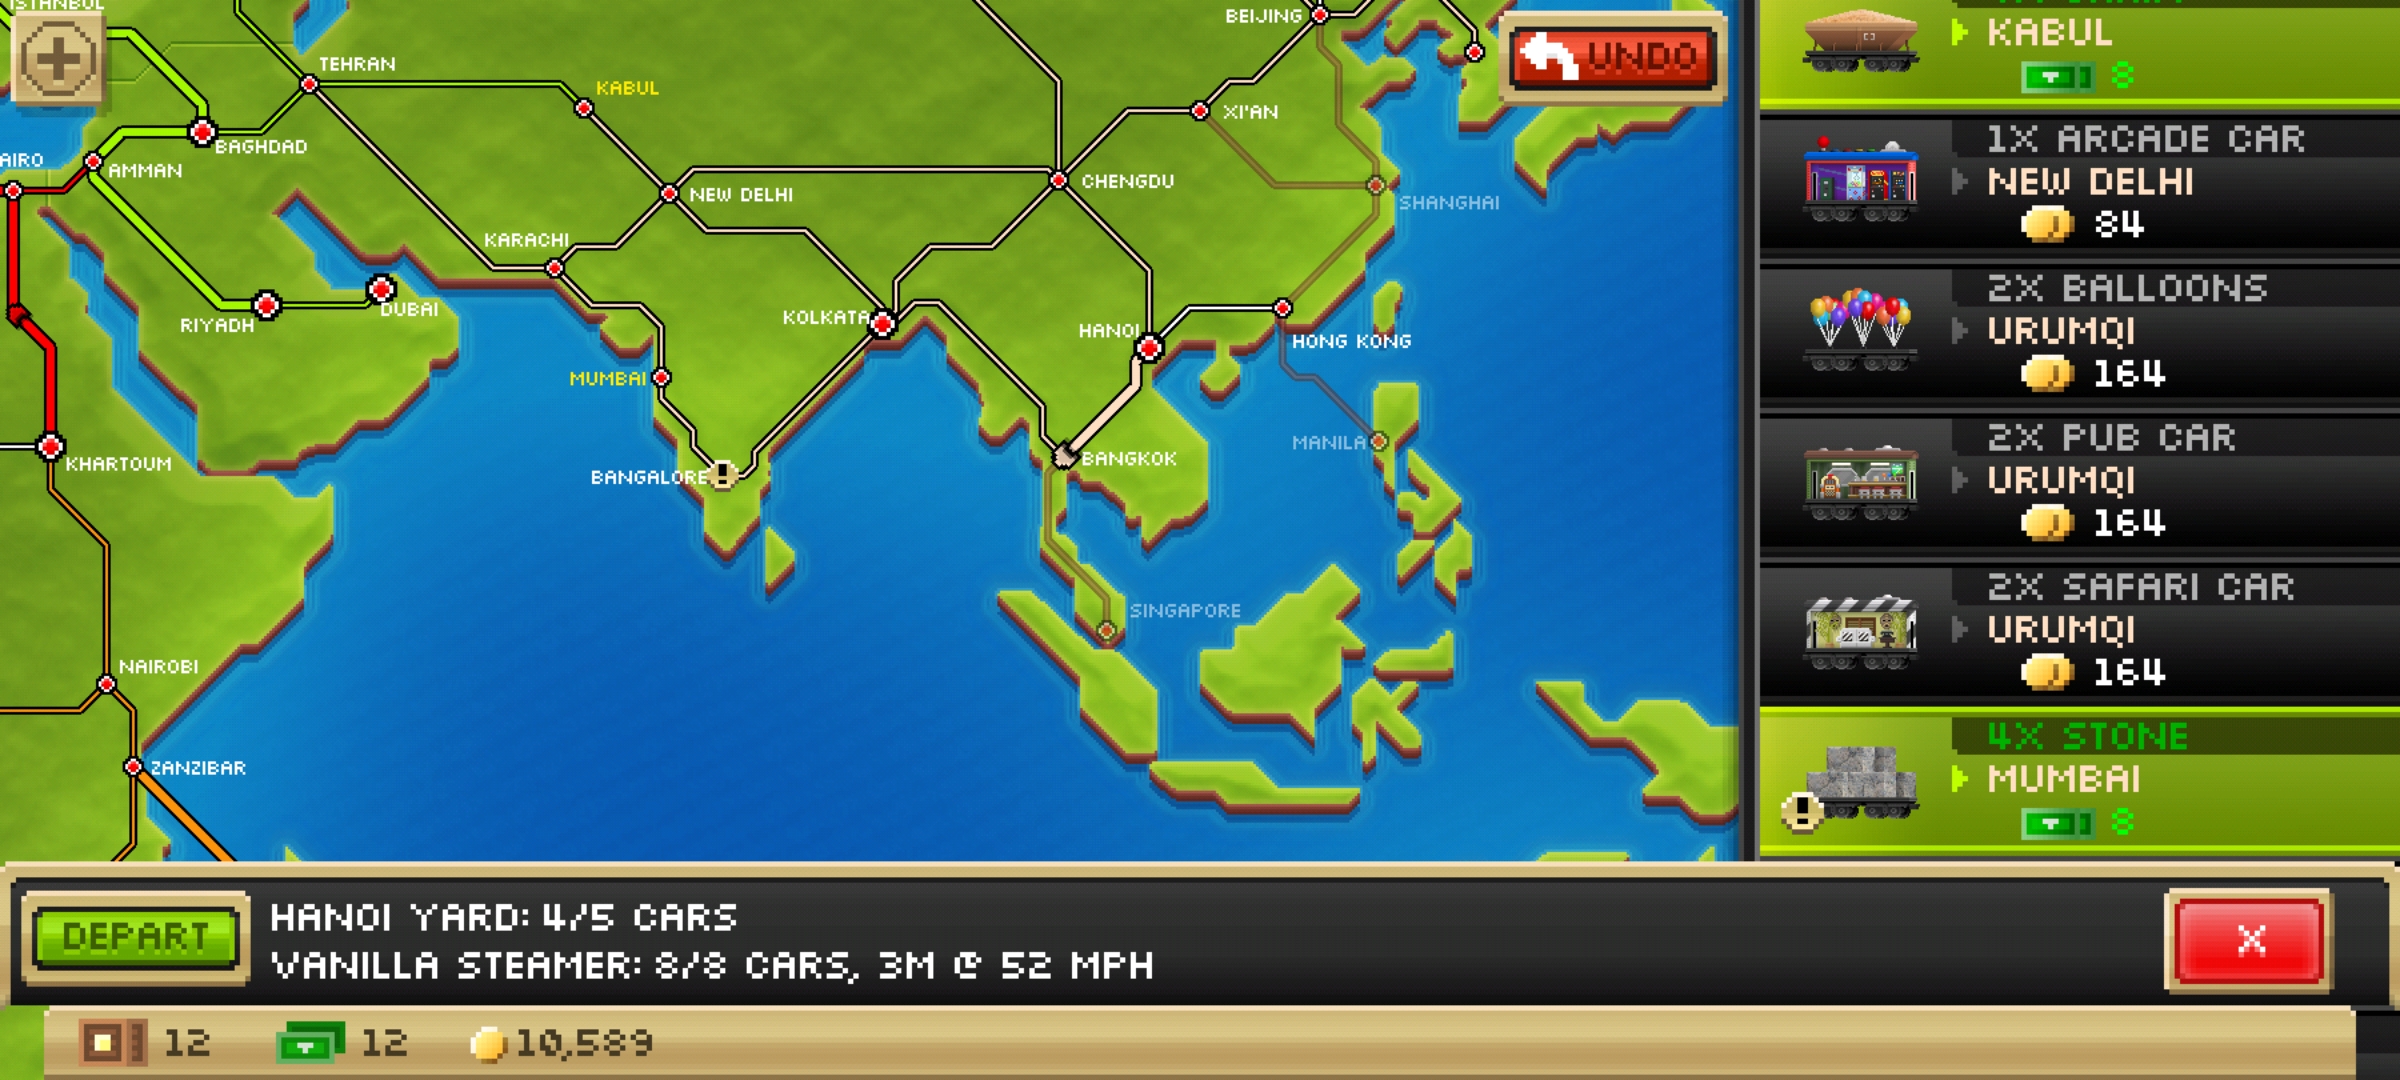 ISTANBUL
TEHRAN
KABUL
BEIJING
XI'AN
BAGHDAD
AIRO
AMMAN
NEW DELHI
CHENGDU
SHANGHAI
KARACHI
RIYADH
DUBAI
KOLKATA
HANOI
HONG KONG
MUMBAI
MANILA
KHARTOUM
BANGALORE
!
BANGKOK
SINGAPORE
NAIROBI
ZANZIBAR
UNDO
KABUL
8
1X ARCADE CAR
NEW DELHI
84
2X BALLOONS
URUMQI
164
2X PUB CAR
URUMQI
164
2X SAFARI CAR
URUMQI
164
4X STONE
MUMBAI
!
8
DEPART
HANOI YARD: 4/5 CARS
VANILLA STEAMER: 8/8 CARS, 3M @ 52 MPH
X
12
12
10,589